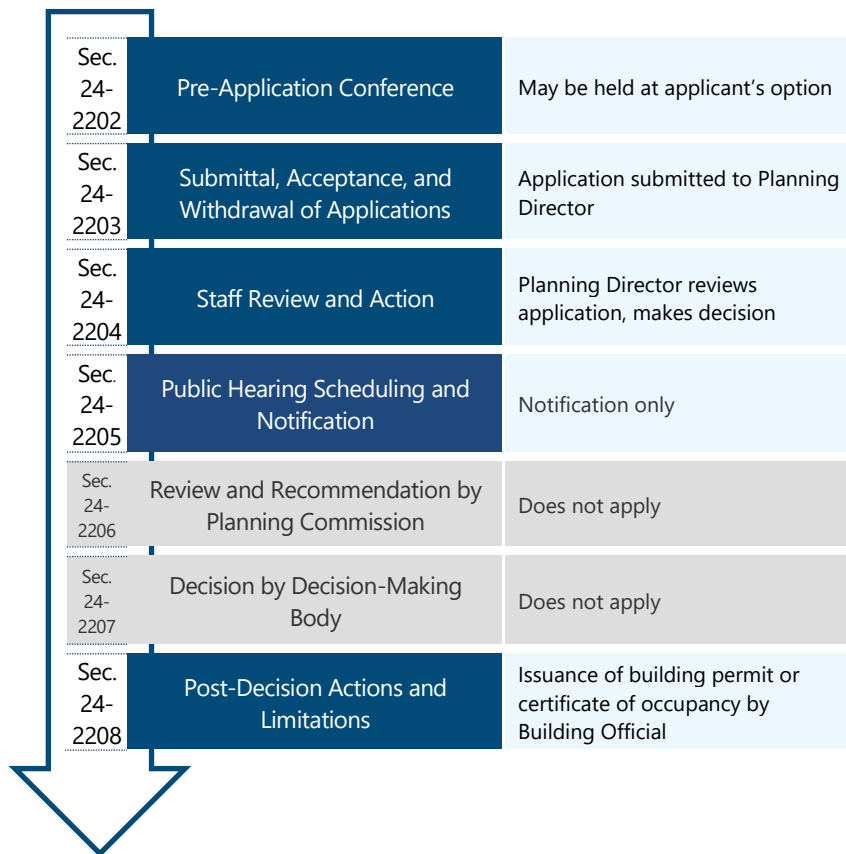 Sec.
24-
2202
Pre-Application Conference
May be held at applicant’s option
Sec.
24-
2203
Submittal, Acceptance, and
Withdrawal of Applications
Application submitted to Planning
Director
Sec.
24-
2204
Staff Review and Action
Planning Director reviews
application, makes decision
Sec.
24-
2205
Public Hearing Scheduling and
Notification
Notification only
Sec.
24-
2206
Review and Recommendation by
Planning Commission
Does not apply
Sec.
24-
2207
Decision by Decision-Making
Body
Does not apply
Sec.
24-
2208
Post-Decision Actions and
Limitations
Issuance of building permit or
certificate of occupancy by
Building Official